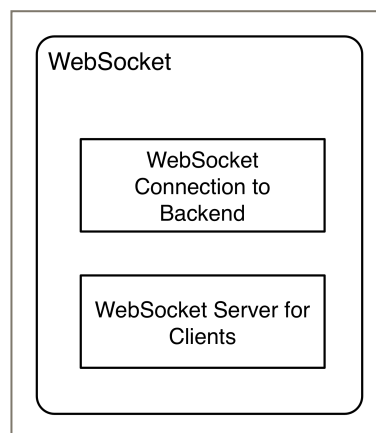 WebSocket
WebSocket
Connection to
Backend
WebSocket Server for
Clients